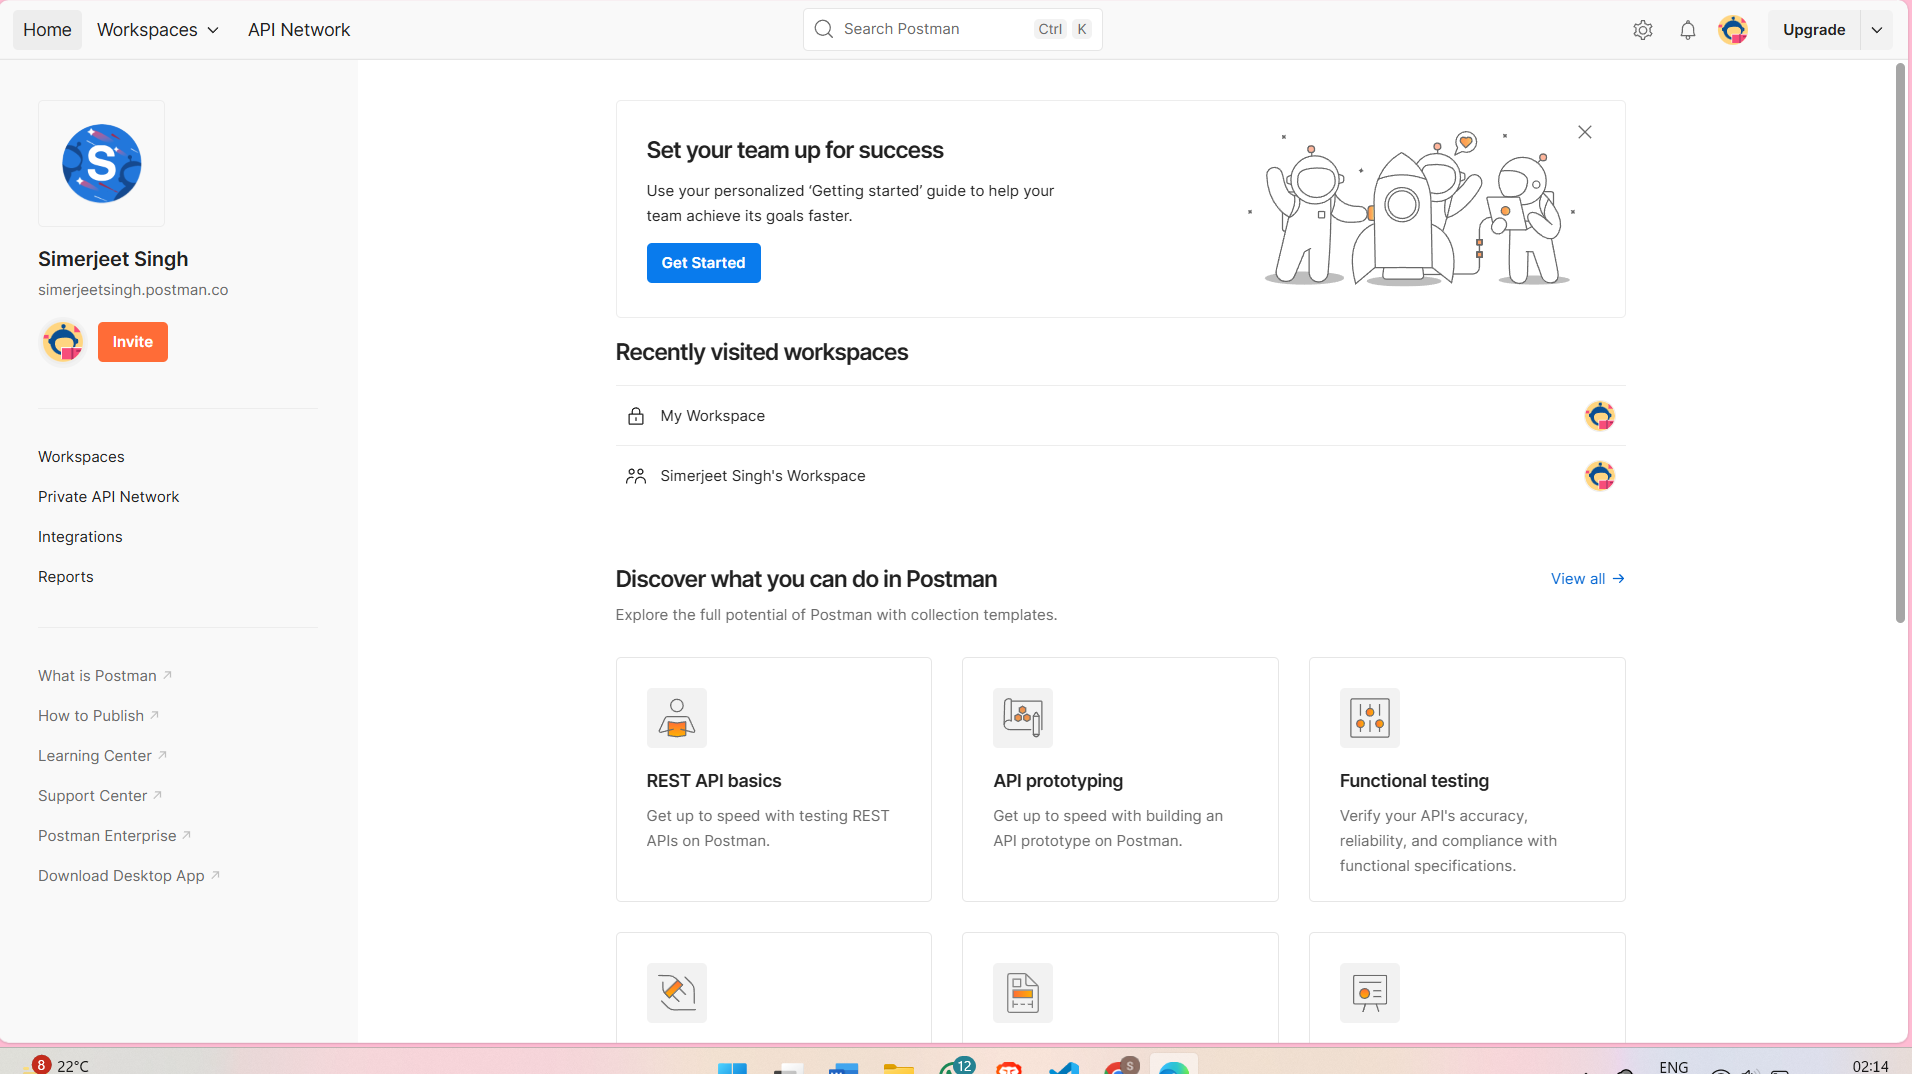 Home
Workspaces
API Network
Search Postman
Ctrl
K
Upgrade
S
Simerjeet Singh
simerjeetsingh.postman.co
Invite
Workspaces
Private API Network
Integrations
Reports
What is Postman
How to Publish
Learning Center
Support Center
Postman Enterprise
Download Desktop App
Set your team up for success
Use your personalized ‘Getting started’ guide to help your
team achieve its goals faster.
Get Started
Recently visited workspaces
My Workspace
Simerjeet Singh's Workspace
Discover what you can do in Postman
View all
Explore the full potential of Postman with collection templates.
REST API basics
Get up to speed with testing REST
APIs on Postman.
API prototyping
Get up to speed with building an
API prototype on Postman.
Functional testing
Verify your API's accuracy,
reliability, and compliance with
functional specifications.
8
22°C
12
S
ENG
02:14